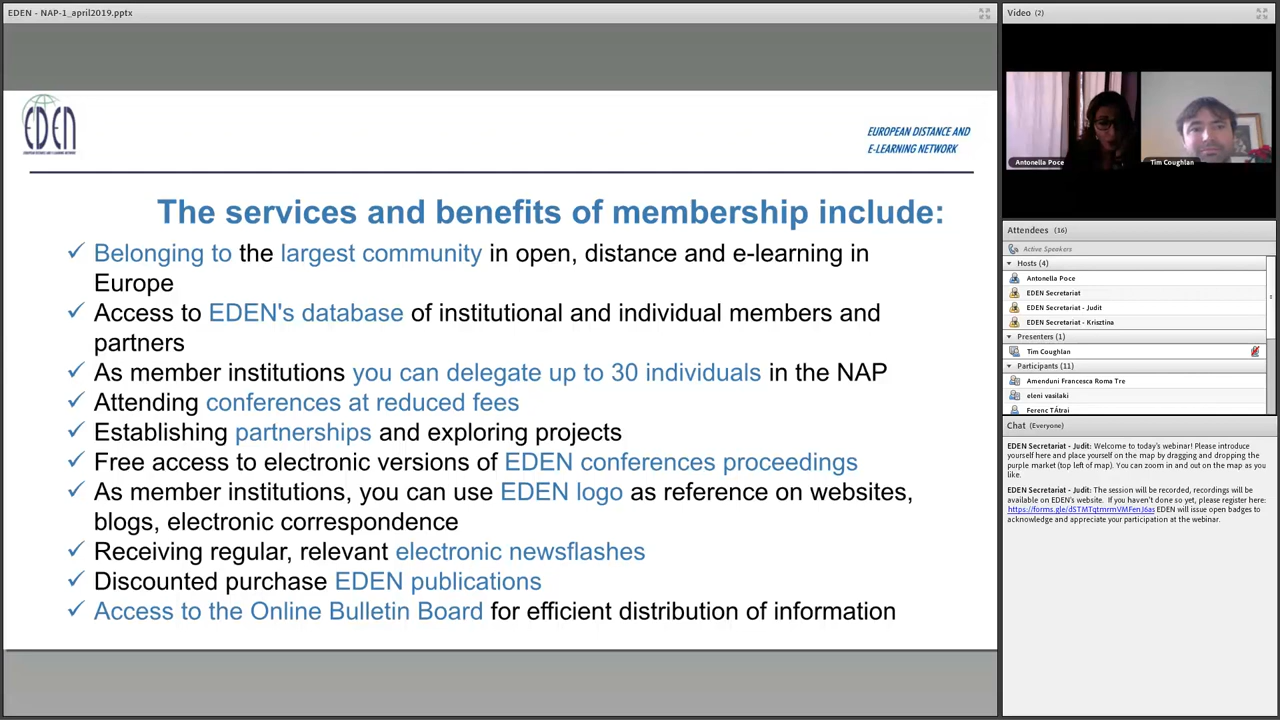 EDEN - NAP-1_april2019.pptx
EDEN
EUROPEAN DISTANCE AND
E-LEARNING NETWORK
The services and benefits of membership include:
✓ Belonging to the largest community in open, distance and e-learning in
Europe
✓ Access to EDEN's database of institutional and individual members and
partners
✓ As member institutions you can delegate up to 30 individuals in the NAP
✓ Attending conferences at reduced fees
✓ Establishing partnerships and exploring projects
✓ Free access to electronic versions of EDEN conferences proceedings
✓ As member institutions, you can use EDEN logo as reference on websites,
blogs, electronic correspondence
✓ Receiving regular, relevant electronic newsflashes
✓ Discounted purchase EDEN publications
✓ Access to the Online Bulletin Board for efficient distribution of information
Video (2)
Antonella Poce
Tim Coughlan
Attendees (16)
Active Speakers
Hosts (4)
Antonella Poce
EDEN Secretariat
EDEN Secretariat - Judit
EDEN Secretariat - Krisztina
Presenters (1)
Tim Coughlan
Participants (11)
Amenduni Francesca Roma Tre
eleni vasilaki
Ferenc TÁtrai
Chat (Everyone)
EDEN Secretariat - Judit: Welcome to today's webinar! Please introduce
yourself here and place yourself on the map by dragging and dropping the
purple market (top left of map). You can zoom in and out on the map as you
like.
EDEN Secretariat - Judit: The session will be recorded, recordings will be
available on EDEN's website. If you haven't done so yet, please register here:
EDEN will issue open badges to
acknowledge and appreciate your participation at the webinar.